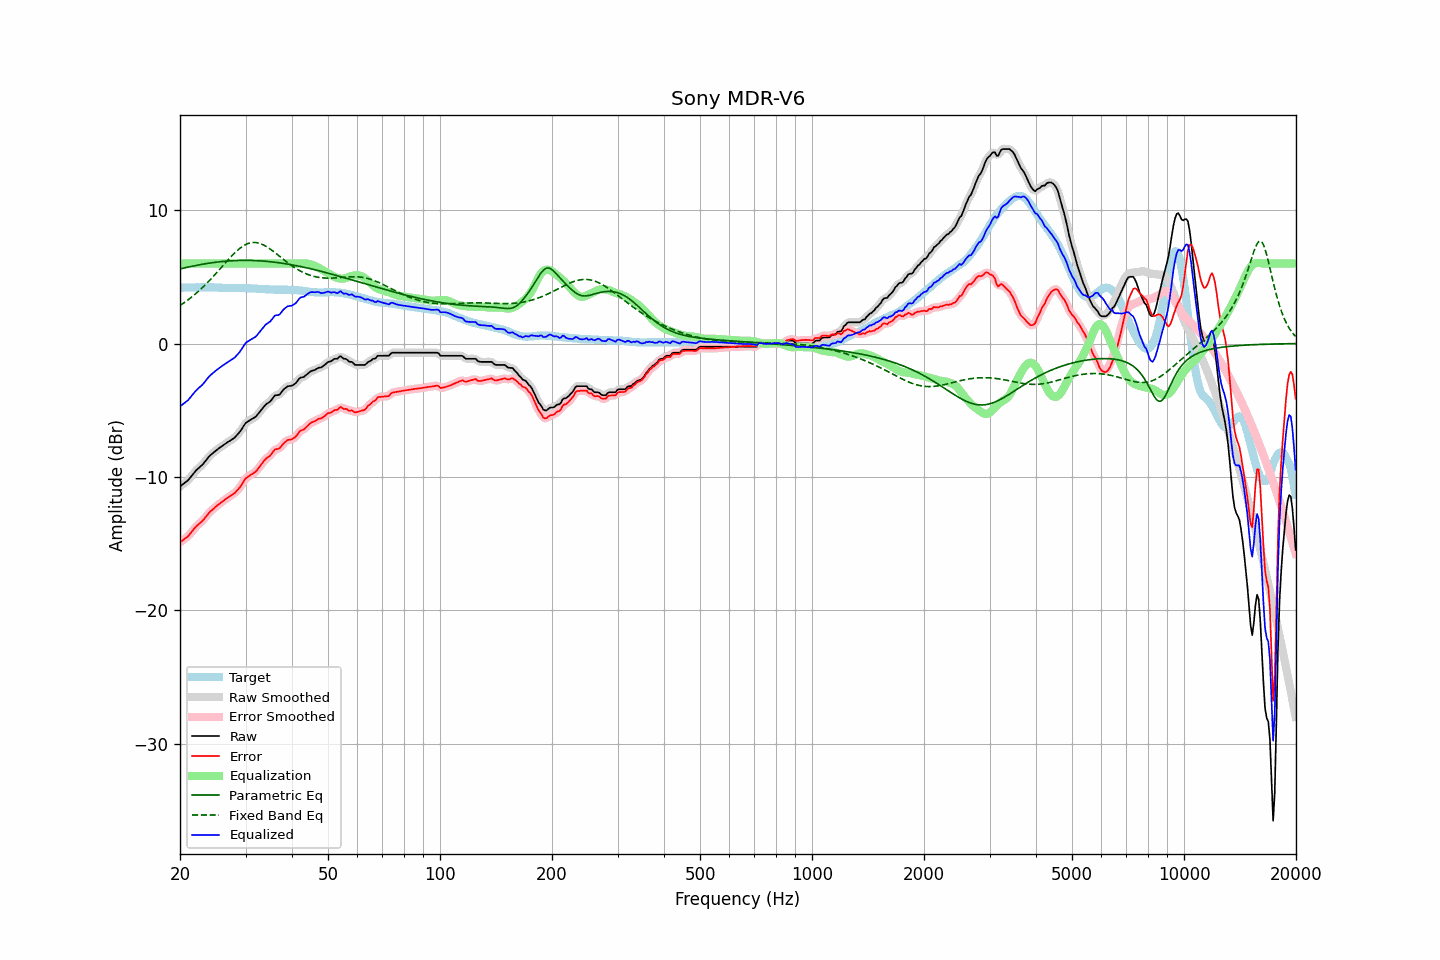 Sony MDR-V6
Amplitude (dBr)
10
0
−10
−20
−30
Target
Raw Smoothed
Error Smoothed
Raw
Error
Equalization
Parametric Eq
Fixed Band Eq
Equalized
20 50 100 200 500 1000 2000 5000 10000 20000
Frequency (Hz)